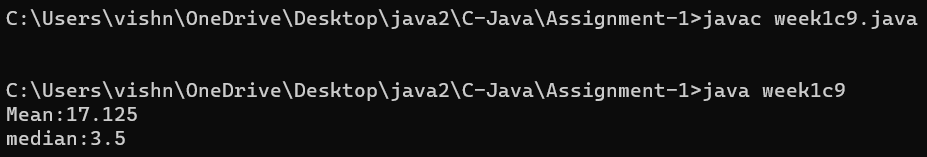 C:\Users\vishn\OneDrive\Desktop\java2\C-Java\Assignment-1>javac week1c9.java
C:\Users\vishn\OneDrive\Desktop\java2\C-Java\Assignment-1>java week1c9
Mean:17.125
median:3.5